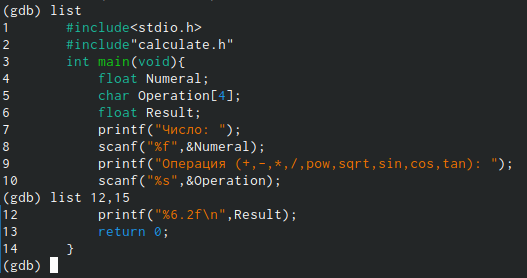 (gdb) list
1       #include<stdio.h>
2       #include"calculate.h"
3       int main(void){
4           float Numeral;
5           char Operation[4];
6           float Result;
7           printf("Число: ");
8           scanf("%f",&Numeral);
9           printf("Операция (+,-,*,/,pow,sqrt,sin,cos,tan): ");
10          scanf("%s",&Operation);
(gdb) list 12,15
12          printf("%6.2f\n",Result);
13          return 0;
14      }
(gdb)